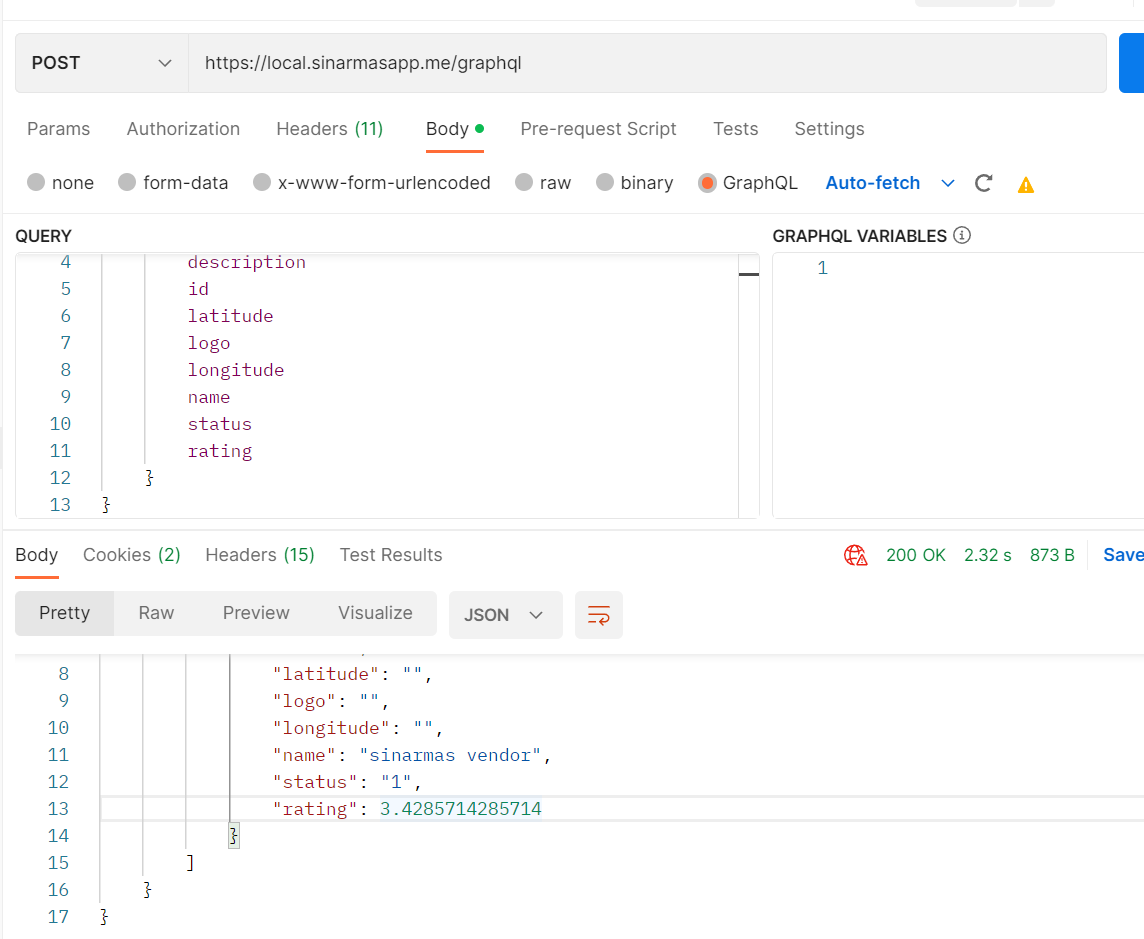 POST https://local.sinarmasapp.me/graphql
Params Authorization Headers (11) Body Pre-request Script Tests Settings
none form-data x-www-form-urlencoded raw binary GraphQL Auto-fetch
QUERY GRAPHQL VARIABLES
4 description
5 id
6 latitude
7 logo
8 longitude
9 name
10 status
11 rating
12 }
13 }
1
Body Cookies (2) Headers (15) Test Results 200 OK 2.32 s 873 B Save
Pretty Raw Preview Visualize JSON
8 "latitude": "",
9 "logo": "",
10 "longitude": "",
11 "name": "sinarmas vendor",
12 "status": "1",
13 "rating": 3.4285714285714
14 }
15 ]
16 }
17 }